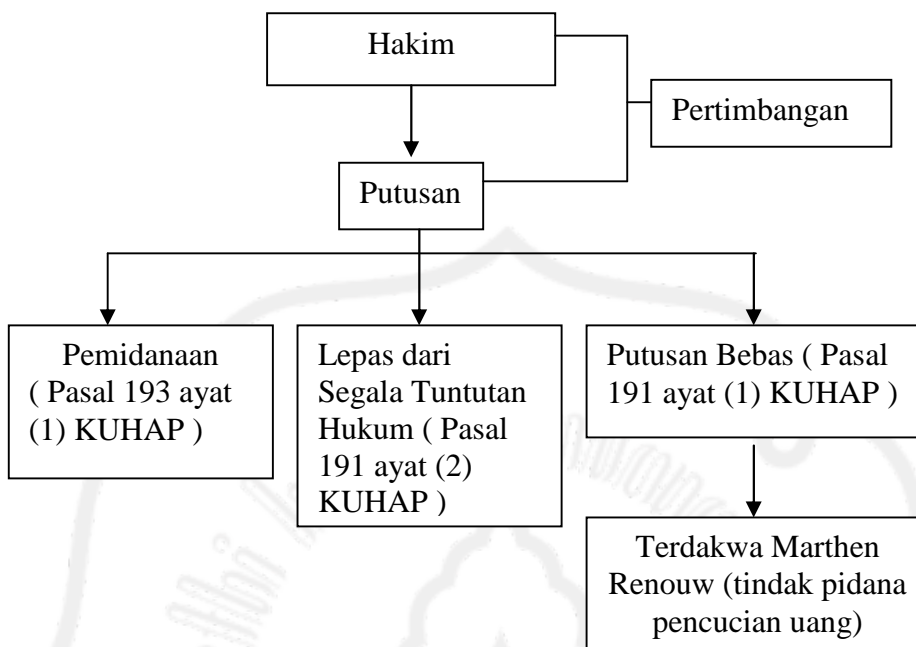 Hakim
Pertimbangan
Putusan
Pemidanaan
( Pasal 193 ayat
(1) KUHAP )
Lepas dari
Segala Tuntutan
Hukum ( Pasal
191 ayat (2)
KUHAP )
Putusan Bebas ( Pasal
191 ayat (1) KUHAP )
Terdakwa Marthen
Renouw (tindak pidana
pencucian uang)